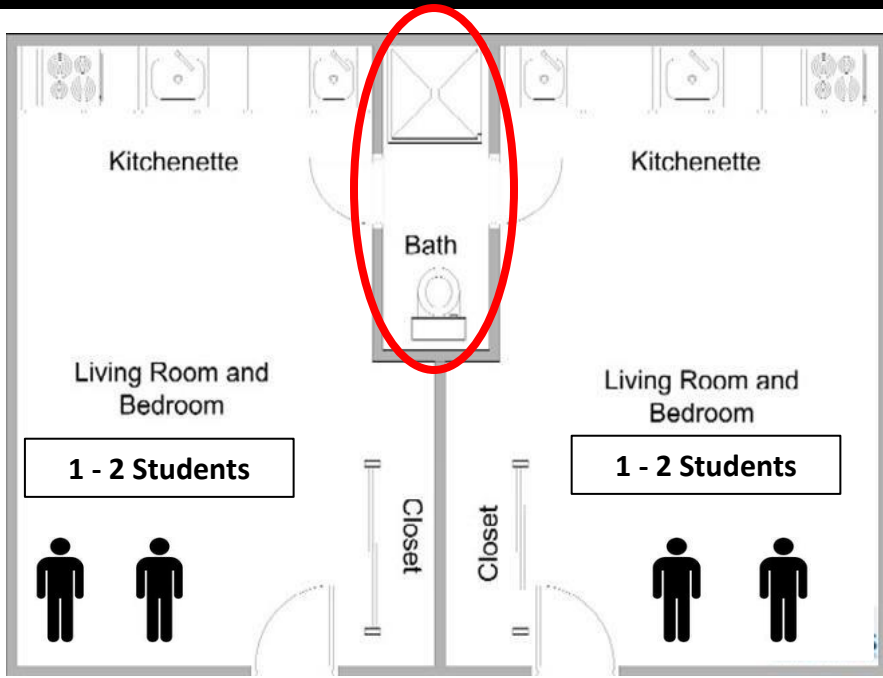 Kitchenette
Kitchenette
Bath
Living Room and
Bedroom
Living Room and
Bedroom
1 - 2 Students
1 - 2 Students
Closet
Closet